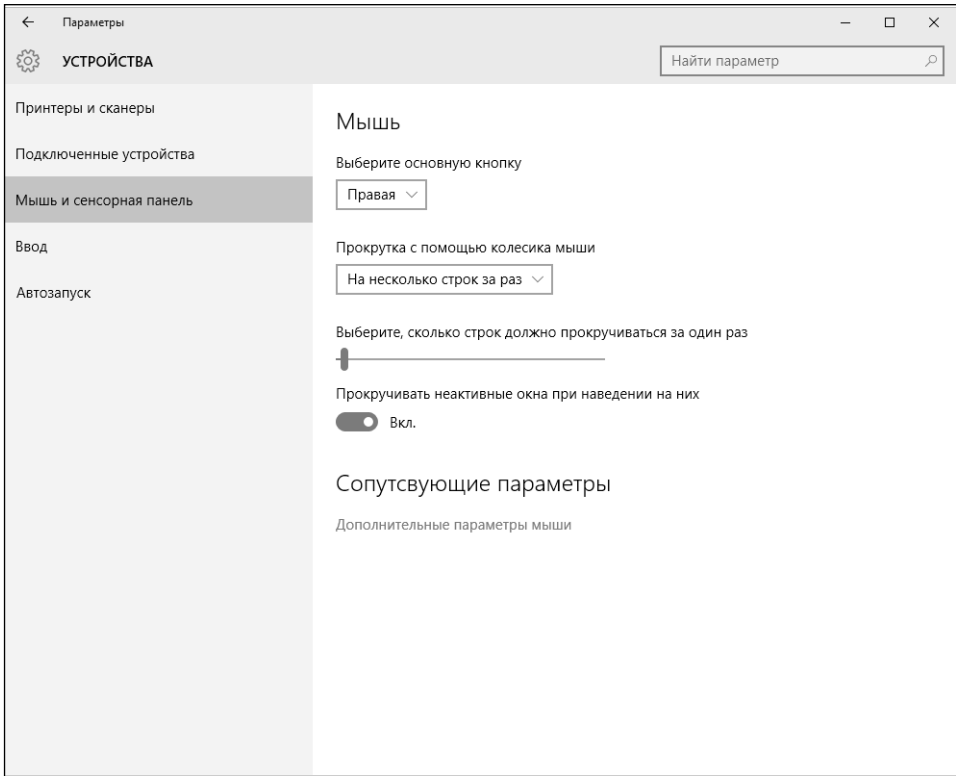 Параметры
УСТРОЙСТВА
Найти параметр
Принтеры и сканеры
Подключенные устройства
Мышь и сенсорная панель
Ввод
Автозапуск
Мышь
Выберите основную кнопку
Правая
Прокрутка с помощью колесика мыши
На несколько строк за раз
Выберите, сколько строк должно прокручиваться за один раз
Прокручивать неактивные окна при наведении на них
Вкл.
Сопутсвующие параметры
Дополнительные параметры мыши